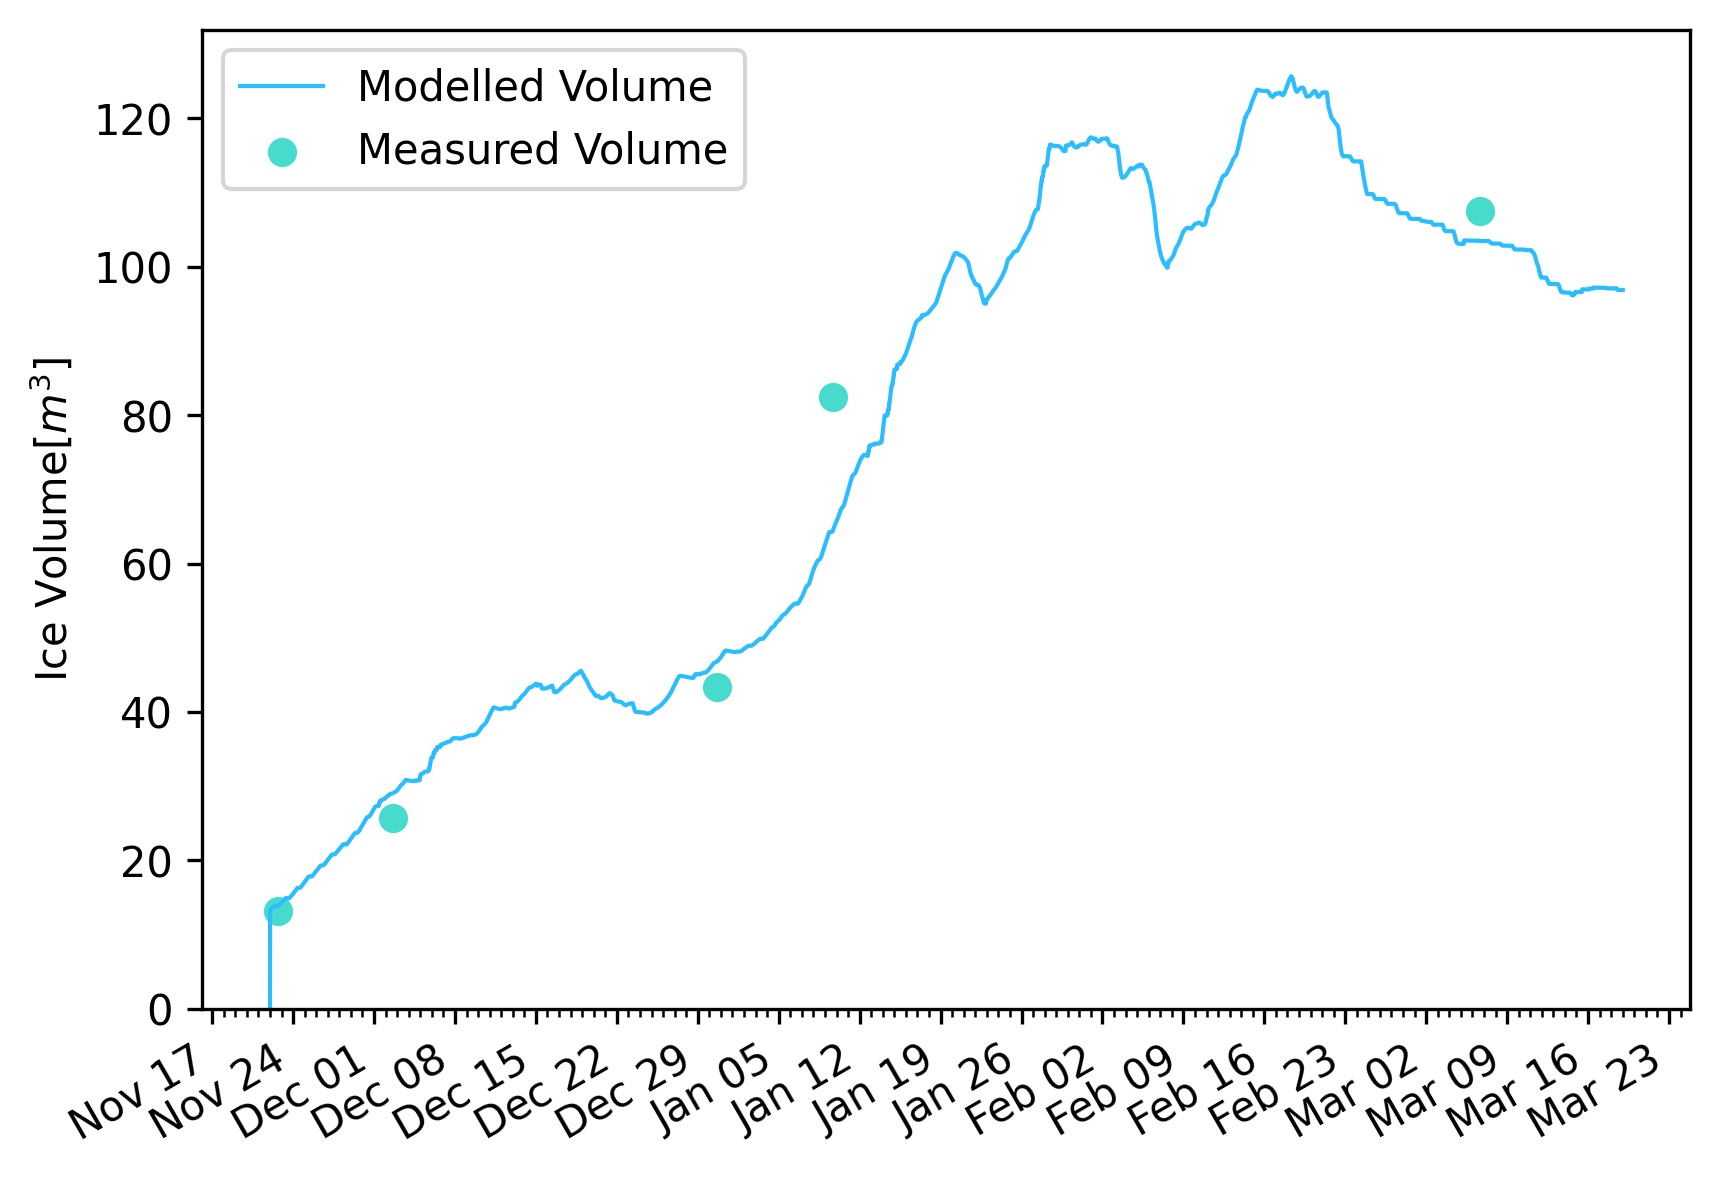 Modelled Volume
Measured Volume
Ice Volume[m³]
120
100
80
60
40
20
0
Nov 17
Nov 24
Dec 01
Dec 08
Dec 15
Dec 22
Dec 29
Jan 05
Jan 12
Jan 19
Jan 26
Feb 02
Feb 09
Feb 16
Feb 23
Mar 02
Mar 09
Mar 16
Mar 23